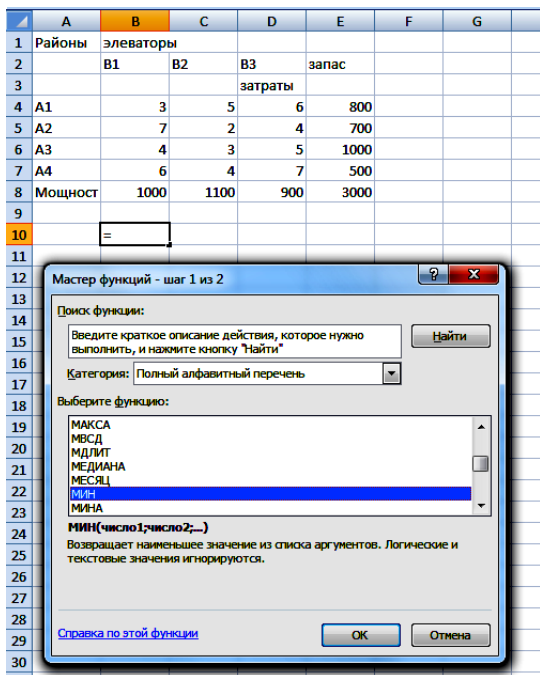 A B C D E F G
1 Районы элеваторы
2 B1 B2 B3 запас
3 затраты
4 A1 3 5 6 800
5 A2 7 2 4 700
6 A3 4 3 5 1000
7 A4 6 4 7 500
8 Мощност 1000 1100 900 3000
9
10 =
11
12 Мастер функций - шаг 1 из 2 ? X
13
Поиск функции:
14
15 Введите краткое описание действия, которое нужно
выполнить, и нажмите кнопку "Найти"
Найти
16
17 Категория: Полный алфавитный перечень
18 Выберите функцию:
19 МАКСА
МВСД
20 МДЛИТ
21 МЕДИАНА
МЕСЯЦ
22 МИН
23 МИНА
24 МИН(число1;число2;...)
25 Возвращает наименьшее значение из списка аргументов. Логические и
текстовые значения игнорируются.
26
27
28
29 Справка по этой функции ОК Отмена
30